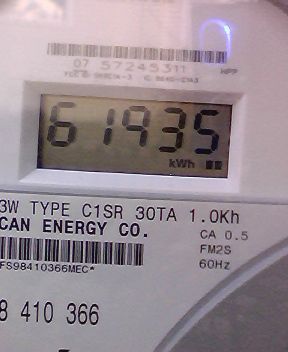 07 57245311
61935
kWh
3W TYPE C1SR 30TA 1.0Kh
CAN ENERGY CO.
CA 0.5
FM2S
FS98410366MEC*
60Hz
8 410 366